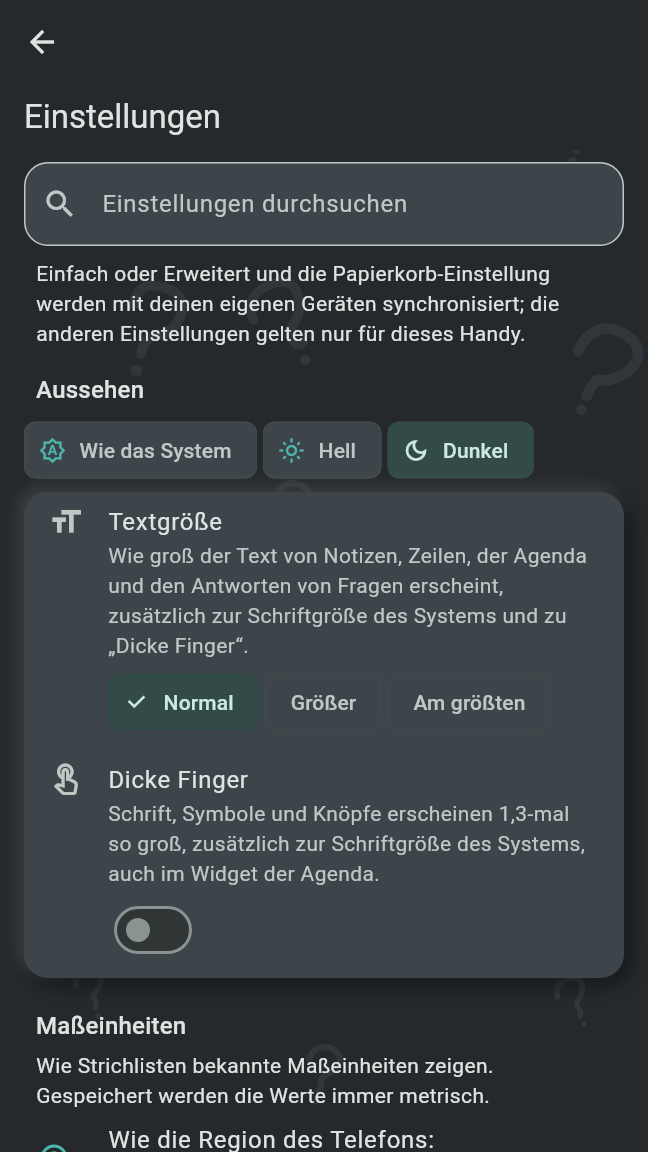 Einstellungen
Einstellungen durchsuchen
Einfach oder Erweitert und die Papierkorb-Einstellung
werden mit deinen eigenen Geräten synchronisiert; die
anderen Einstellungen gelten nur für dieses Handy.
Aussehen
Wie das System
Hell
Dunkel
Textgröße
Wie groß der Text von Notizen, Zeilen, der Agenda
und den Antworten von Fragen erscheint,
zusätzlich zur Schriftgröße des Systems und zu
„Dicke Finger“.
Normal
Größer
Am größten
Dicke Finger
Schrift, Symbole und Knöpfe erscheinen 1,3-mal
so groß, zusätzlich zur Schriftgröße des Systems,
auch im Widget der Agenda.
Maßeinheiten
Wie Strichlisten bekannte Maßeinheiten zeigen.
Gespeichert werden die Werte immer metrisch.
Wie die Region des Telefons: